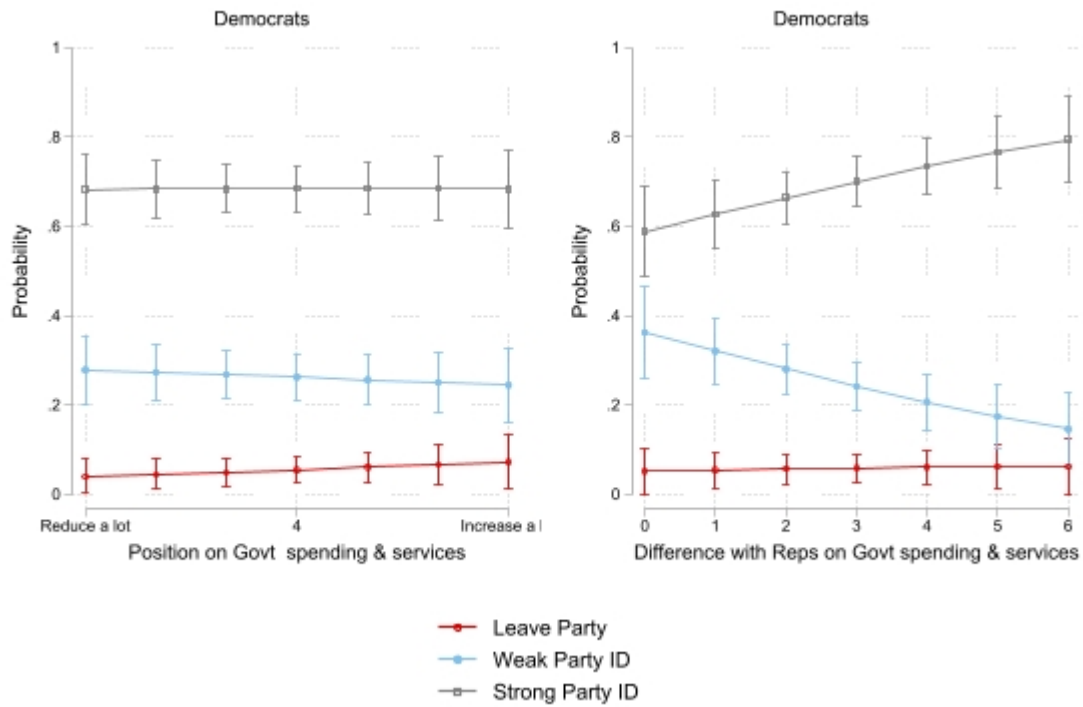 Democrats
1
.8
.6
.4
.2
0
Probability
Reduce a lot 4 Increase a l
Position on Govt spending & services
Democrats
1
.8
.6
.4
.2
0
Probability
0 1 2 3 4 5 6
Difference with Reps on Govt spending & services
Leave Party
Weak Party ID
Strong Party ID